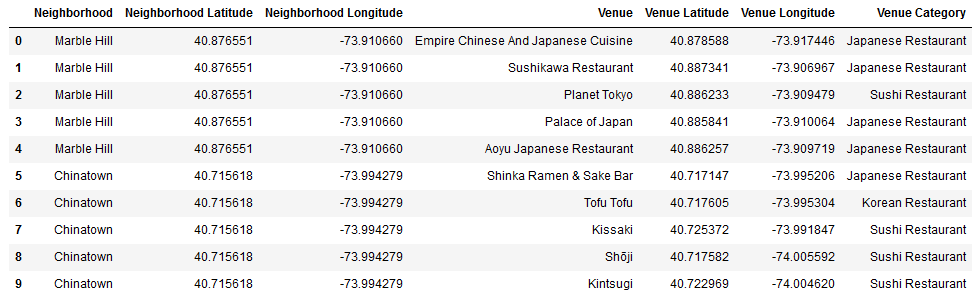 Neighborhood Neighborhood Latitude Neighborhood Longitude Venue Venue Latitude Venue Longitude Venue Category
0 Marble Hill 40.876551 -73.910660 Empire Chinese And Japanese Cuisine 40.878588 -73.917446 Japanese Restaurant
1 Marble Hill 40.876551 -73.910660 Sushikawa Restaurant 40.887341 -73.906967 Japanese Restaurant
2 Marble Hill 40.876551 -73.910660 Planet Tokyo 40.886233 -73.909479 Sushi Restaurant
3 Marble Hill 40.876551 -73.910660 Palace of Japan 40.885841 -73.910064 Japanese Restaurant
4 Marble Hill 40.876551 -73.910660 Aoyu Japanese Restaurant 40.886257 -73.909719 Japanese Restaurant
5 Chinatown 40.715618 -73.994279 Shinka Ramen & Sake Bar 40.717147 -73.995206 Japanese Restaurant
6 Chinatown 40.715618 -73.994279 Tofu Tofu 40.717605 -73.995304 Korean Restaurant
7 Chinatown 40.715618 -73.994279 Kissaki 40.725372 -73.991847 Sushi Restaurant
8 Chinatown 40.715618 -73.994279 Shōji 40.717582 -74.005592 Sushi Restaurant
9 Chinatown 40.715618 -73.994279 Kintsugi 40.722969 -74.004620 Sushi Restaurant